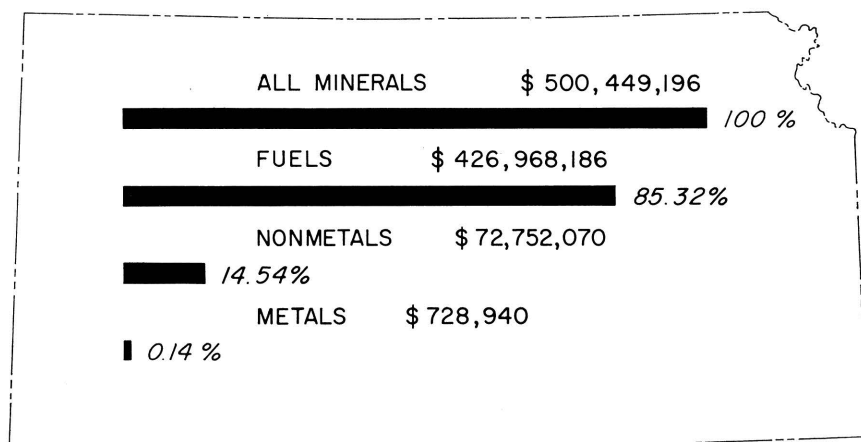 ALL MINERALS $ 500,449,196
100 %
FUELS $ 426,968,186
85.32%
NONMETALS $ 72,752,070
14.54%
METALS $ 728,940
0.14 %